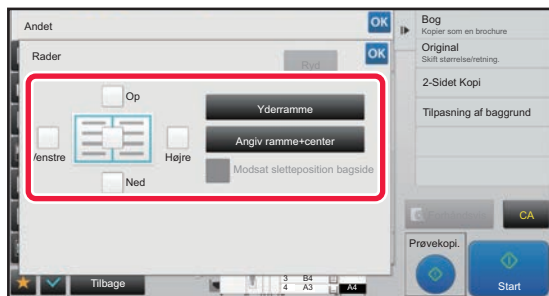 Andet
OK
Rader
Ryd
OK
Op
Venstre
Højre
Ned
Yderramme
Angiv ramme+center
Modsat sletteposition bagside
Bog
Kopier som en brochure
Original
Skift størrelse/retning.
2-Sidet Kopi
Tilpasning af baggrund
CA
Prøvekopi.
Start
Tilbage
3 B4
4 A3
A4